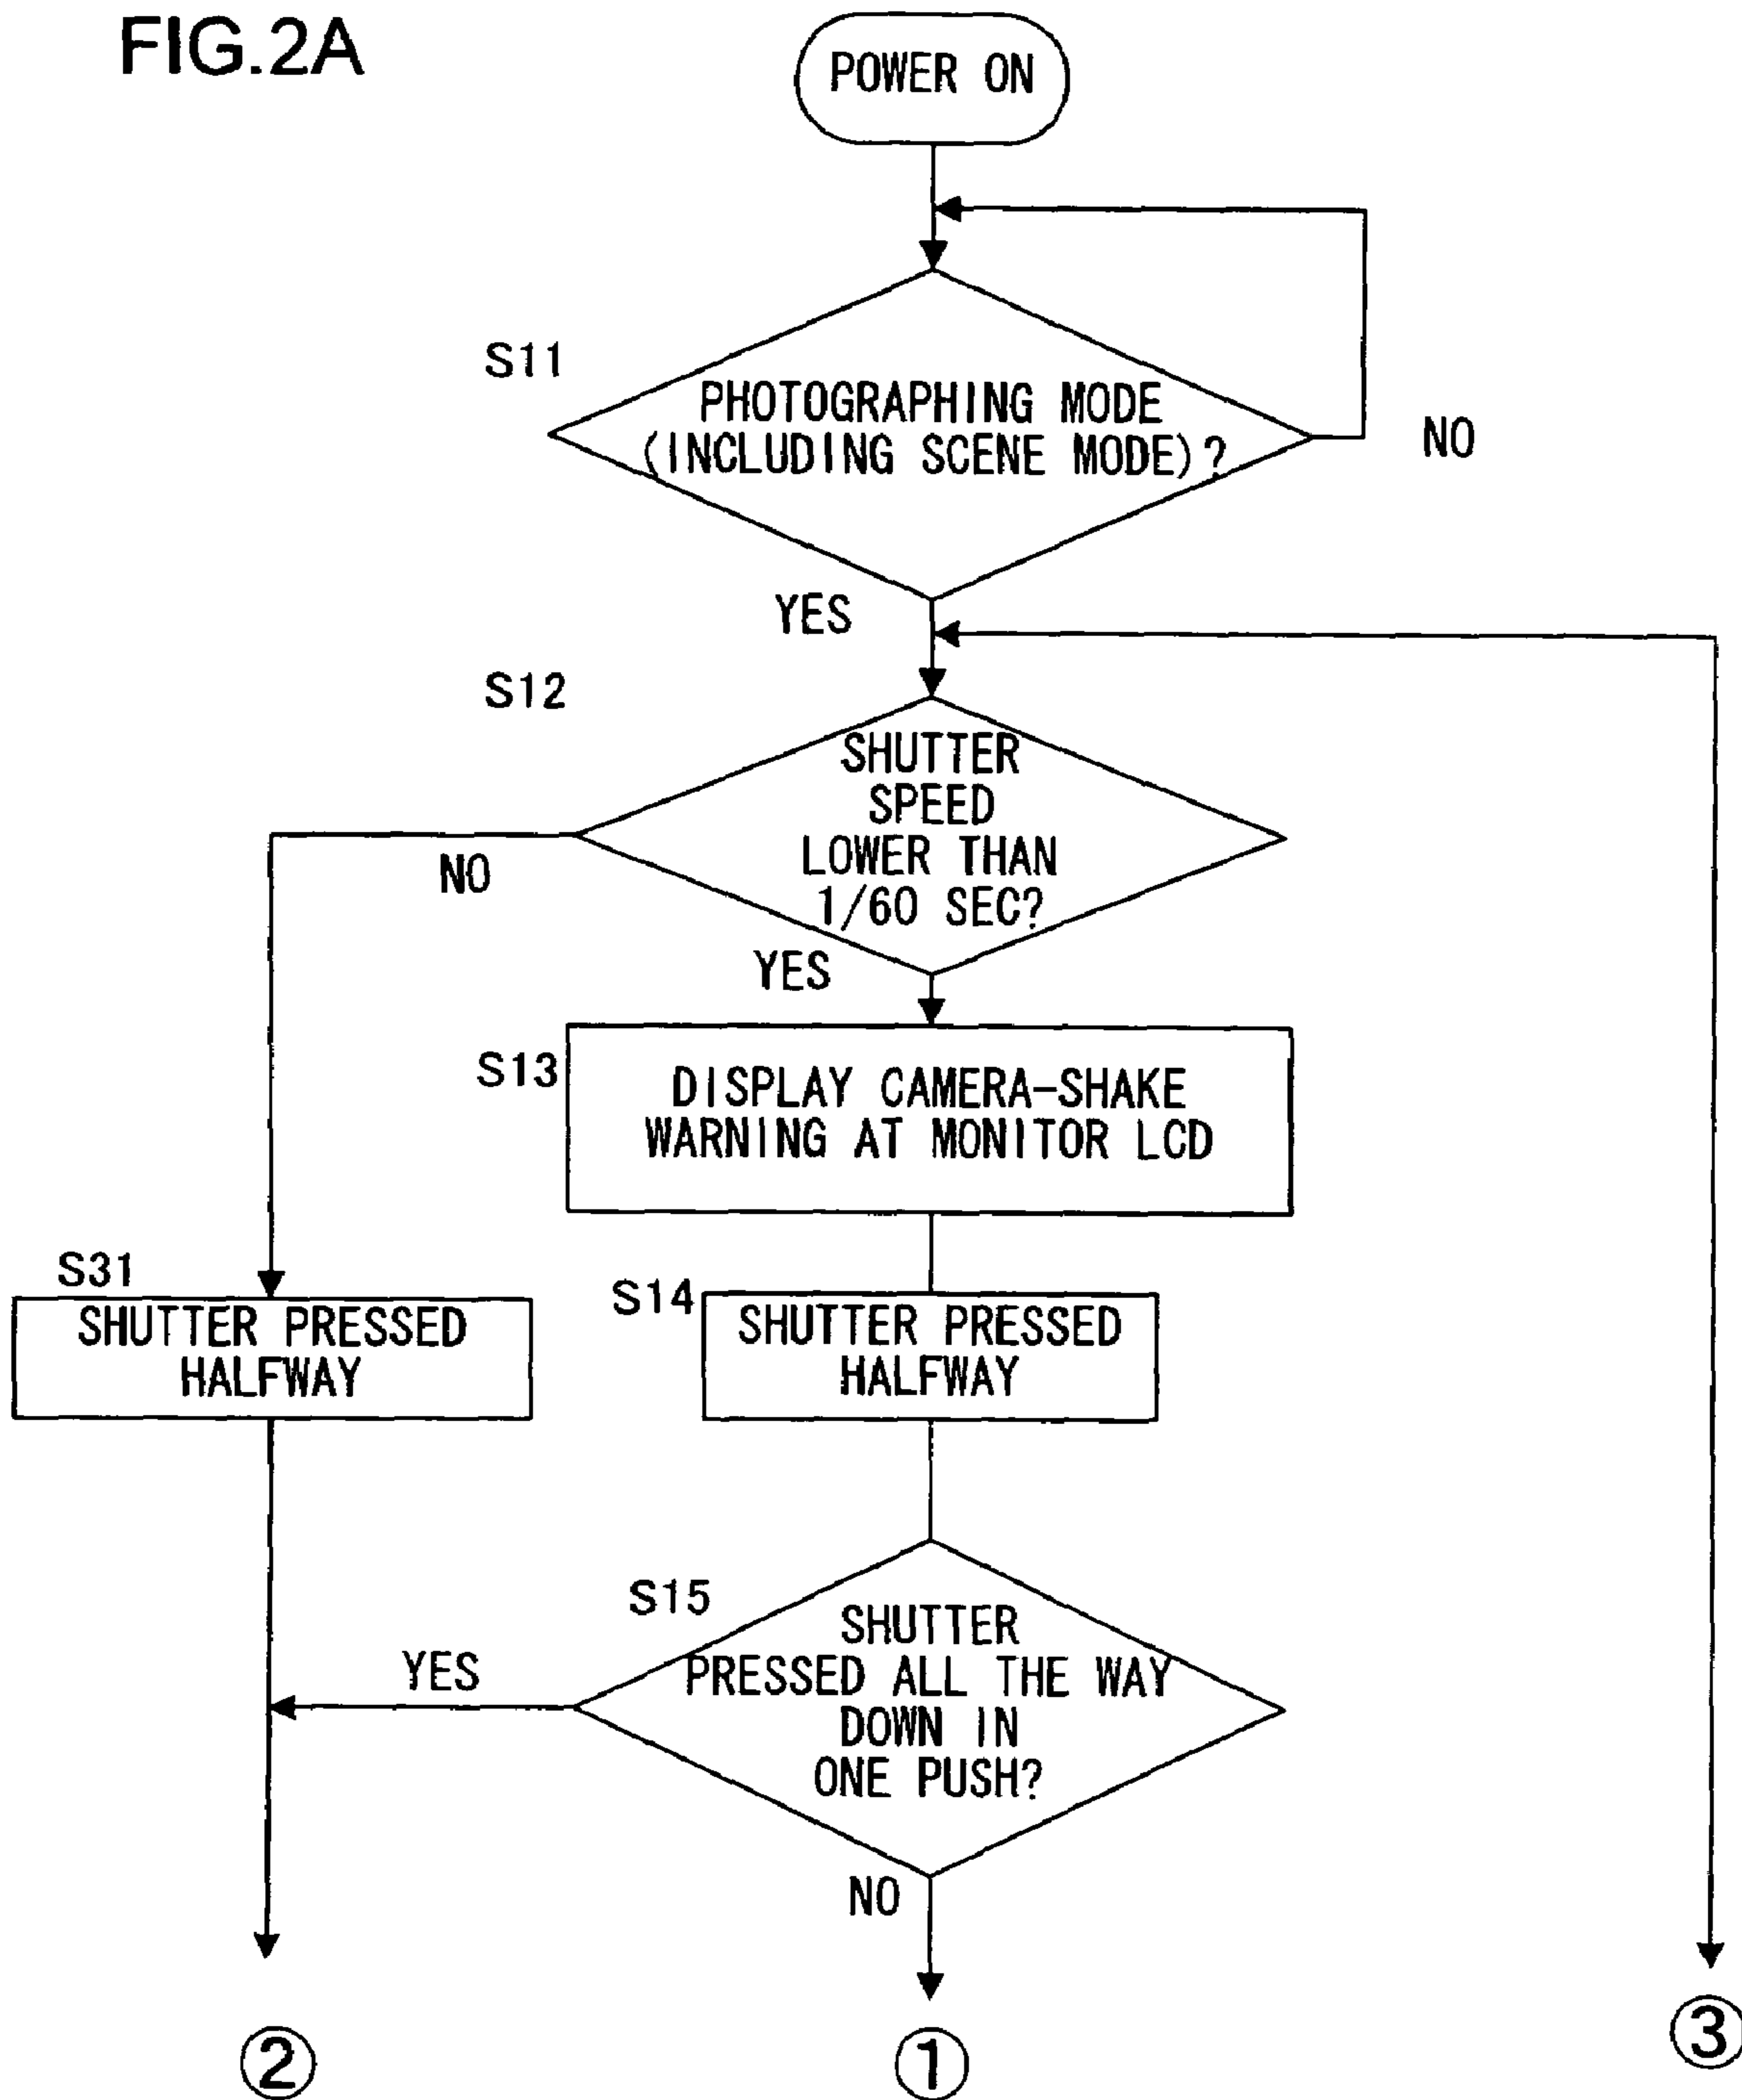 FIG.2A
POWER ON
S11
PHOTOGRAPHING MODE
(INCLUDING SCENE MODE)?
NO
YES
S12
SHUTTER
SPEED
LOWER THAN
1/60 SEC?
NO
YES
S13
DISPLAY CAMERA-SHAKE
WARNING AT MONITOR LCD
S31
SHUTTER PRESSED
HALFWAY
S14
SHUTTER PRESSED
HALFWAY
S15
SHUTTER
PRESSED ALL THE WAY
DOWN IN
ONE PUSH?
YES
NO
②
①
③